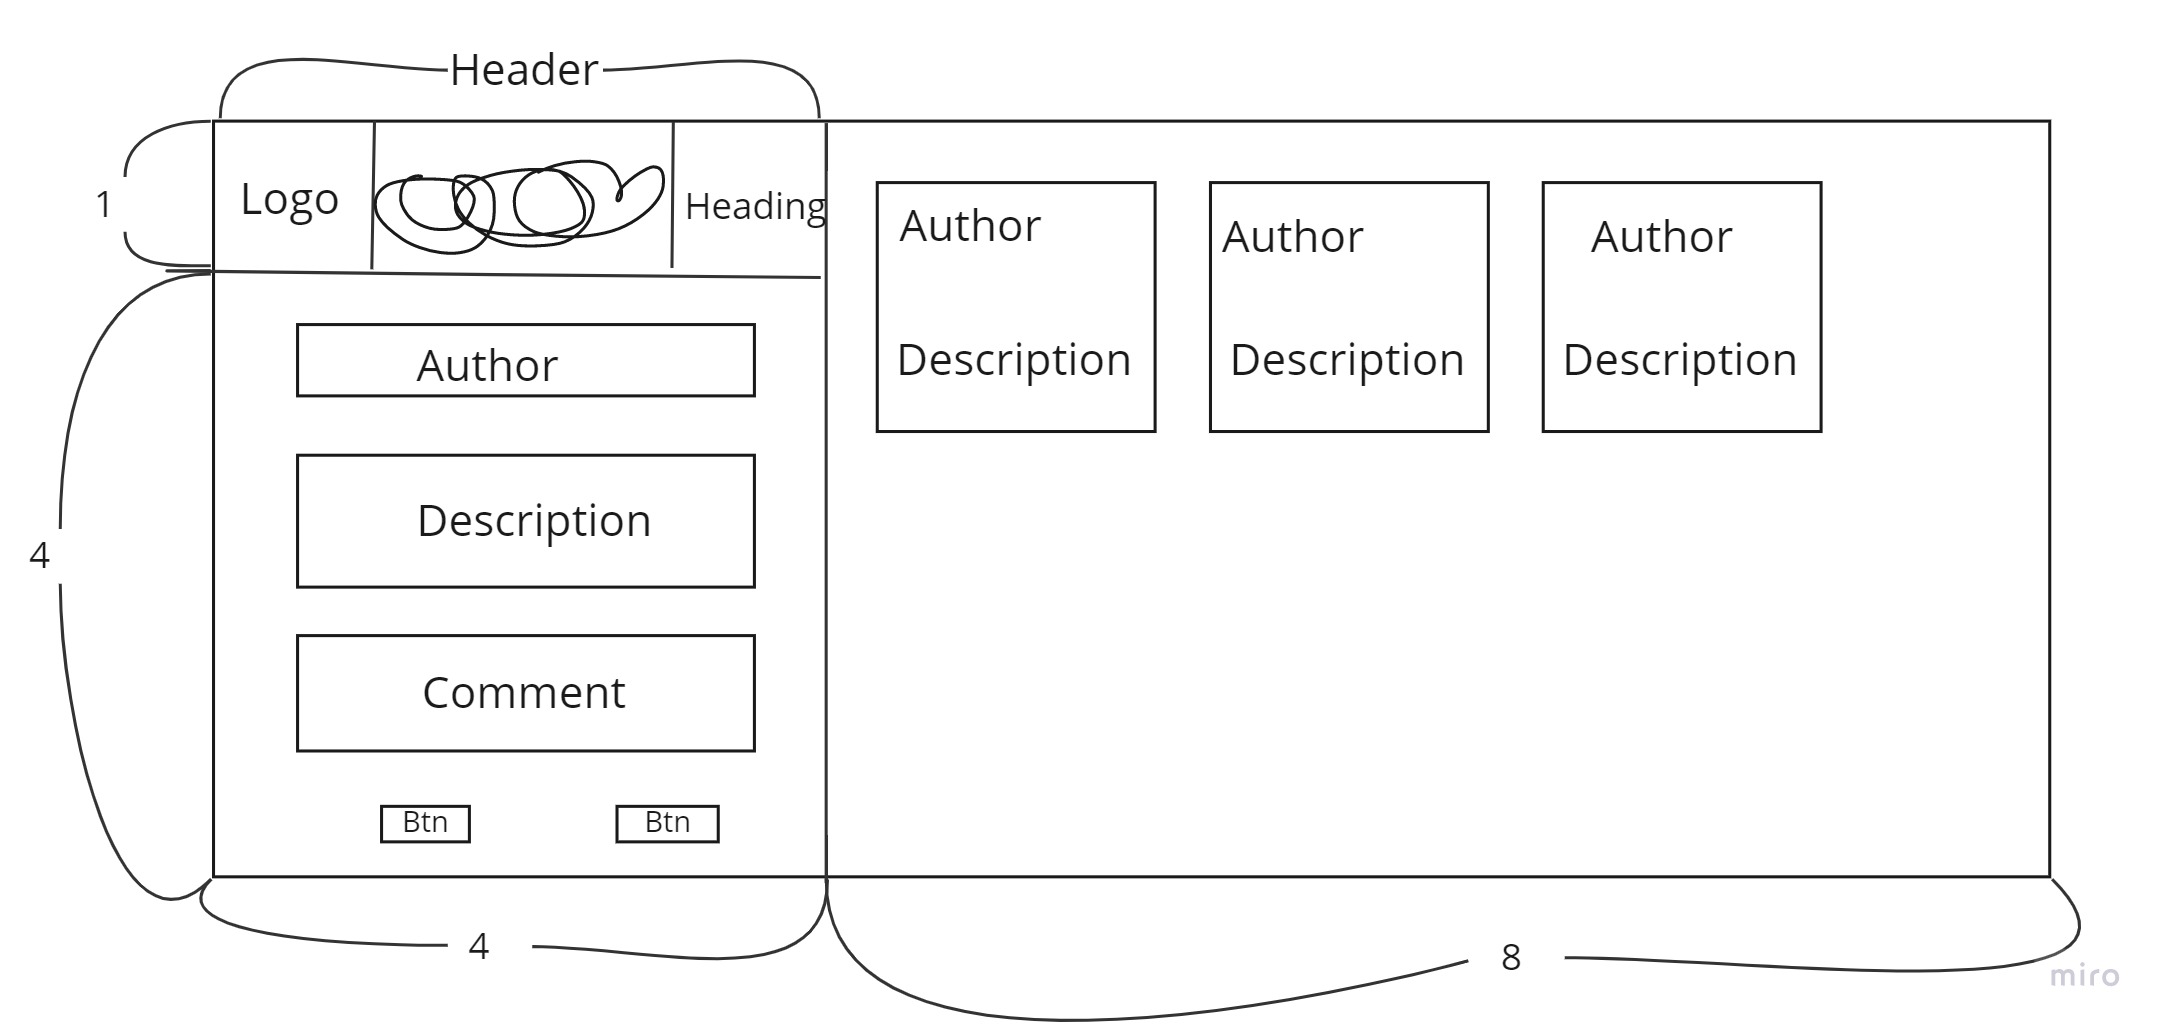 Header
1
Logo
Heading
Author
Description
Author
Description
Author
Description
4
Author
Description
Comment
Btn
Btn
4
8
miro